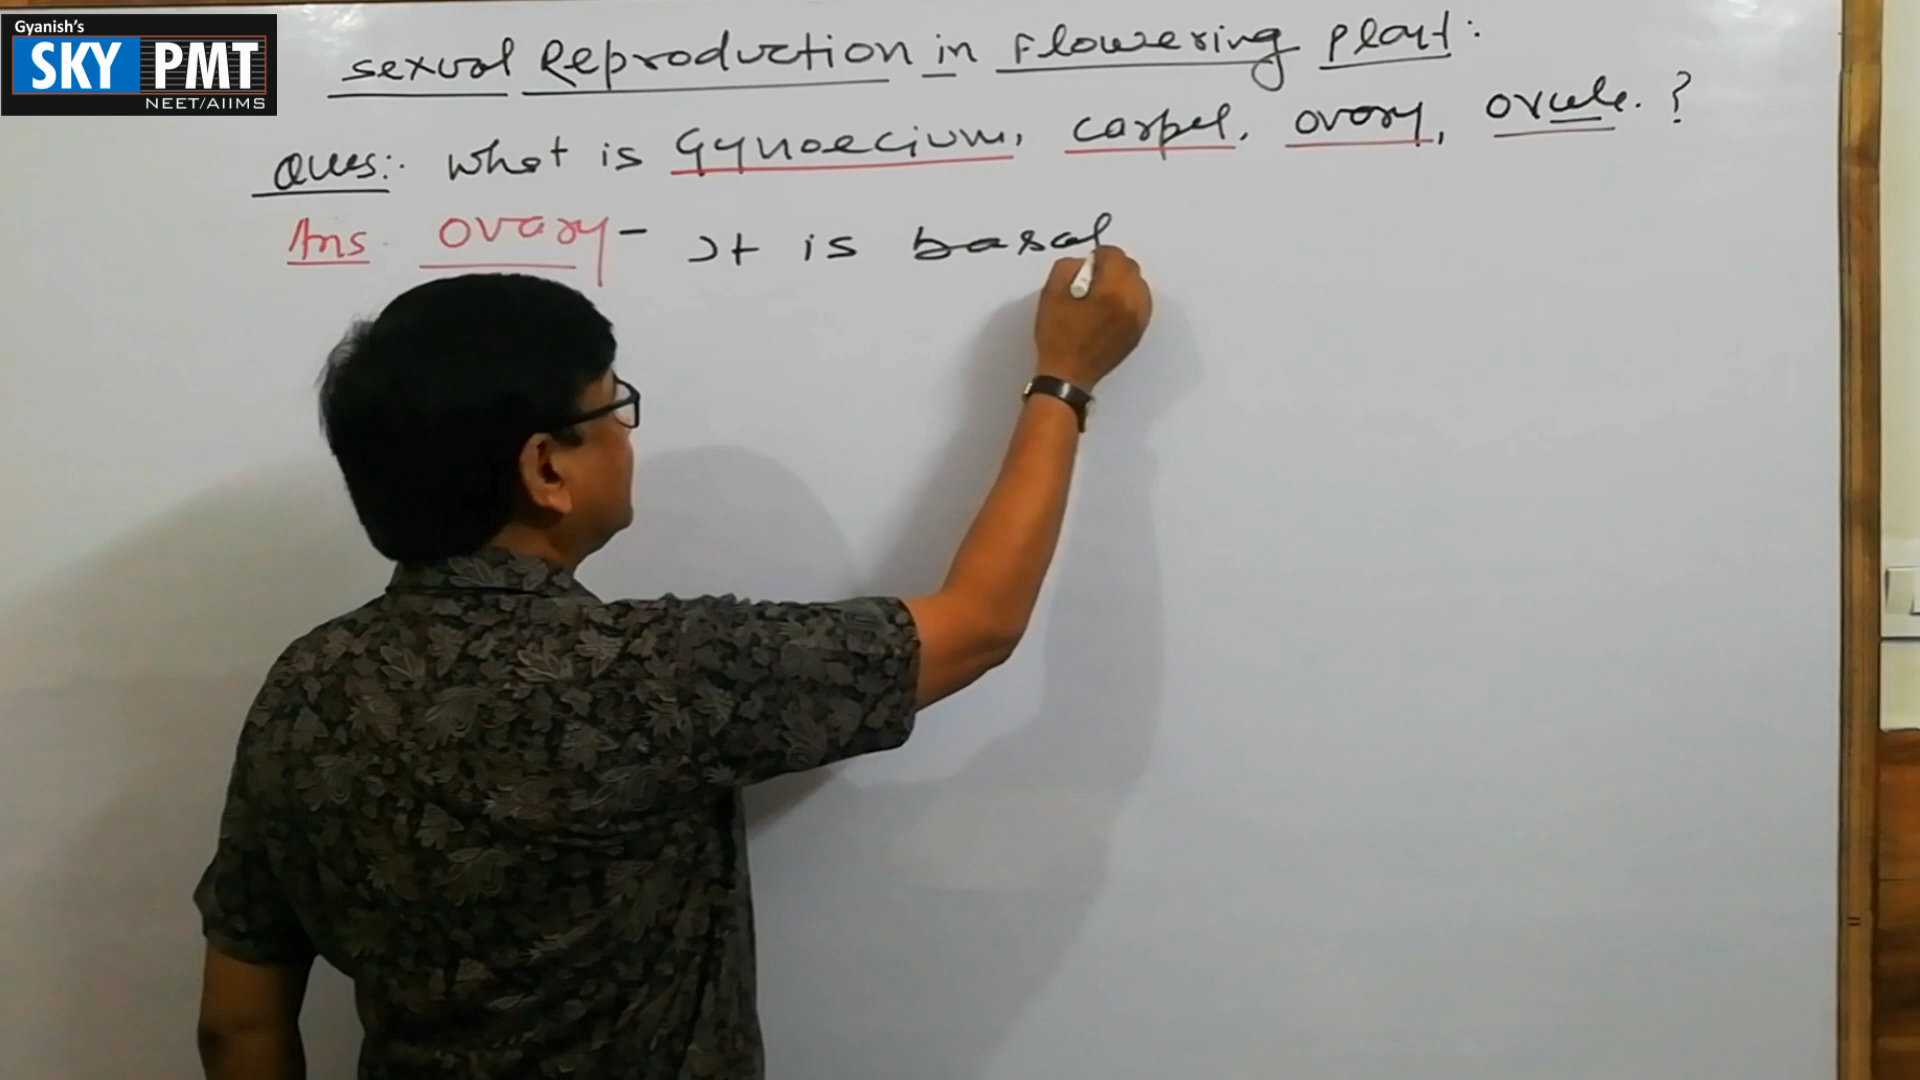 Gyanish's
SKY PMT
NEET/AIIMS
Sexual Reproduction in Flowering Plant:
Ques:. What is Gynoecium, carpel, ovary, ovule. ?
Ans. Ovary - It is basal